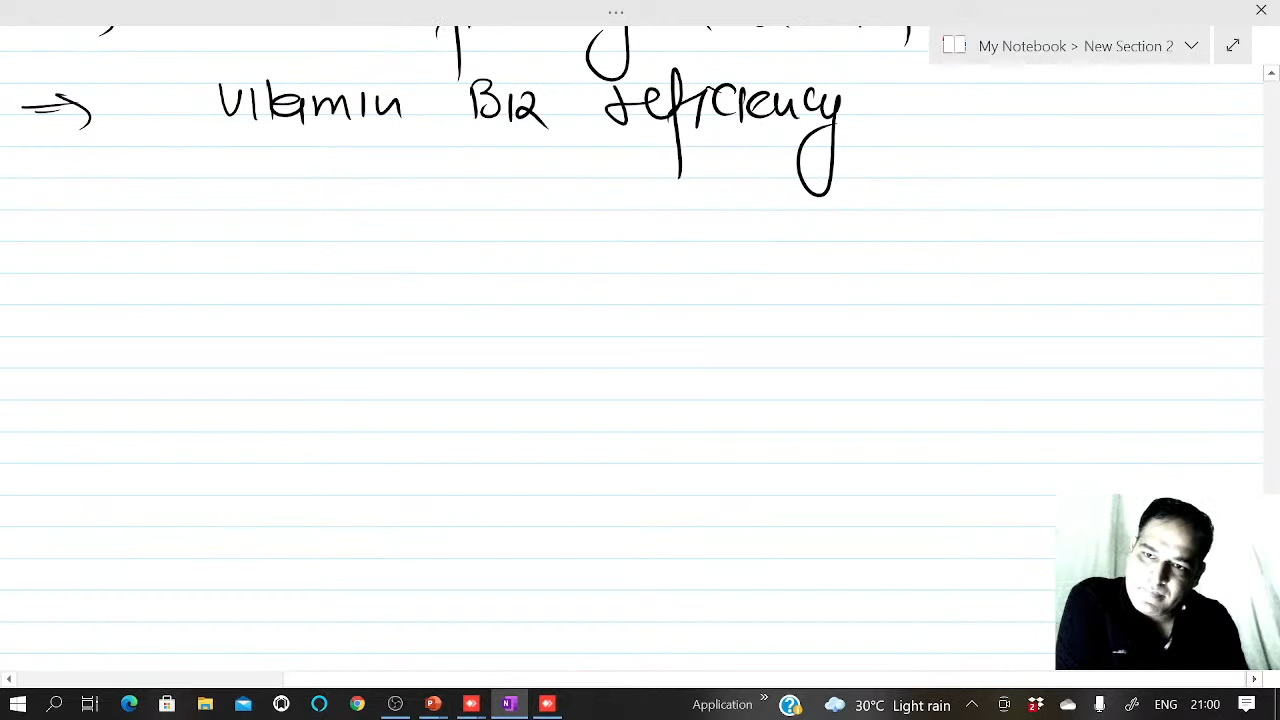 My Notebook > New Section 2
⇒ Vitamin B12 deficiency
Application
30°C Light rain
ENG
21:00